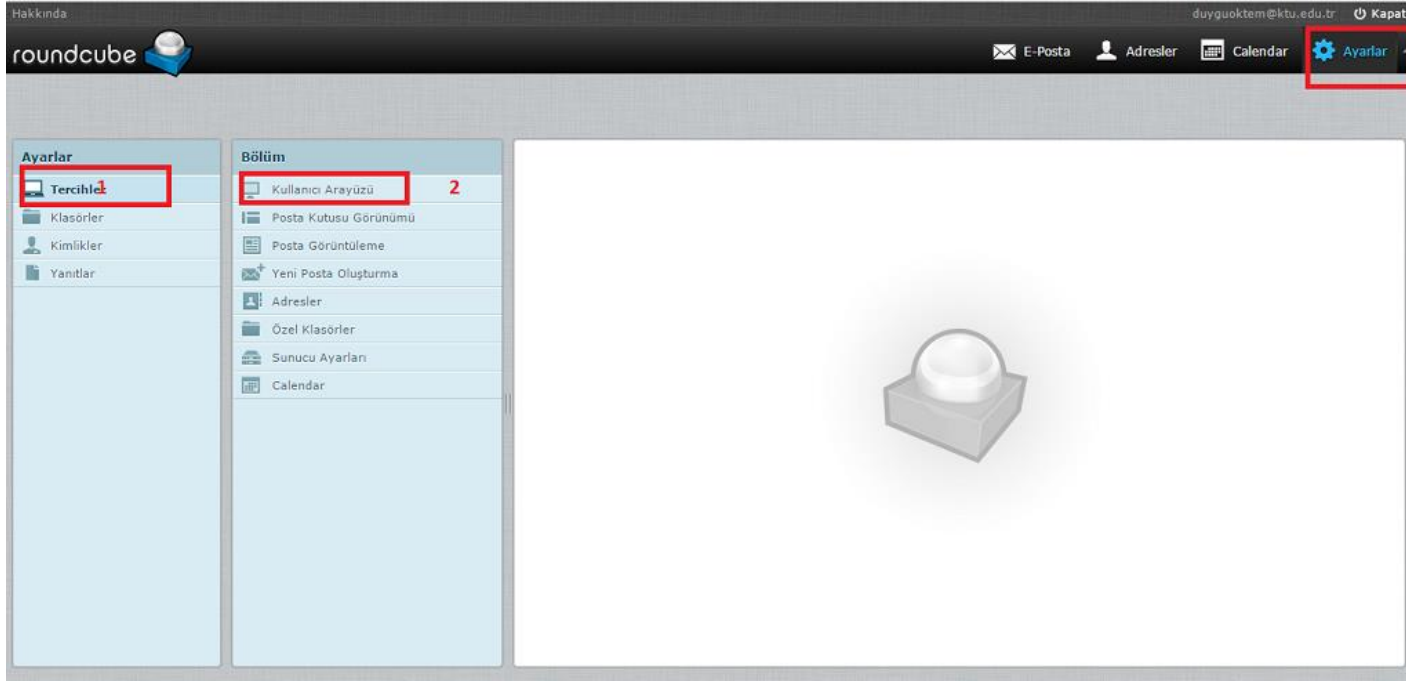 Hakkında duyguoktem@ktu.edu.tr Kapat
roundcube E-Posta Adresler Calendar Ayarlar
Ayarlar
Tercihler 1
Klasörler
Kimlikler
Yanıtlar
Bölüm
Kullanıcı Arayüzü 2
Posta Kutusu Görünümü
Posta Görüntüleme
Yeni Posta Oluşturma
Adresler
Özel Klasörler
Sunucu Ayarları
Calendar